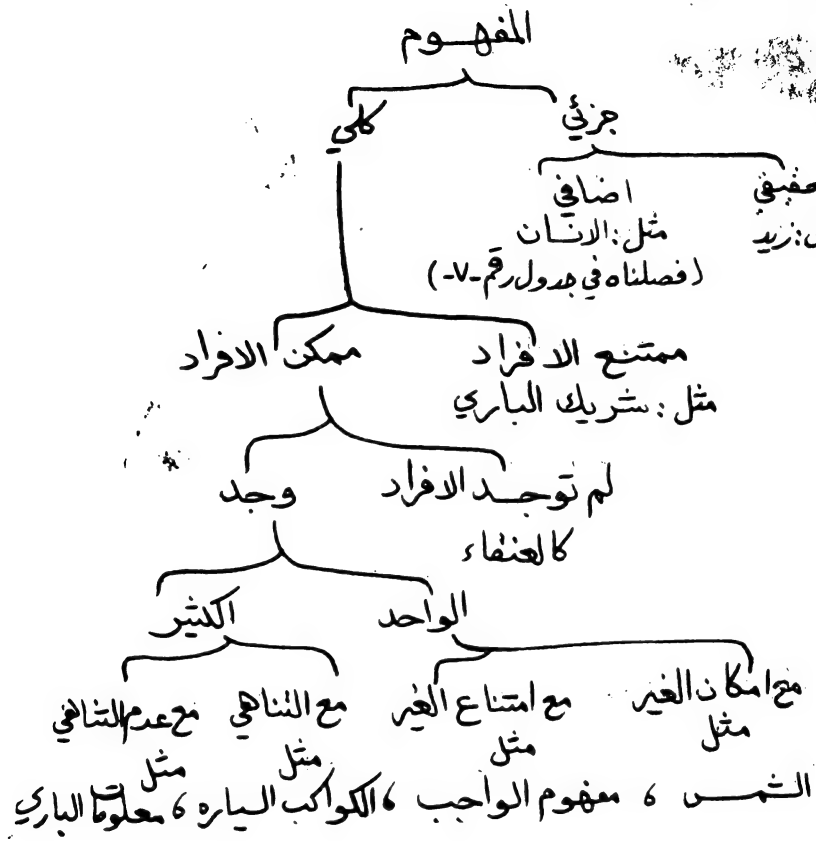 المفهوم
جزئي كلي
حقيقي اضافي
زيد مثل: الانسان
(فصلناه في جدول رقم -٧-)
ممتنع الافراد ممكن الافراد
مثل: شريك الباري
لم توجد الافراد وجد
كالعنقاء
الواحد الكثير
مع امكان الغير مع امتناع الغير مع التناهي مع عدم التناهي
مثل مثل مثل مثل
الشمس ، مفهوم الواجب ، الكواكب السياره ، معلومات الباري